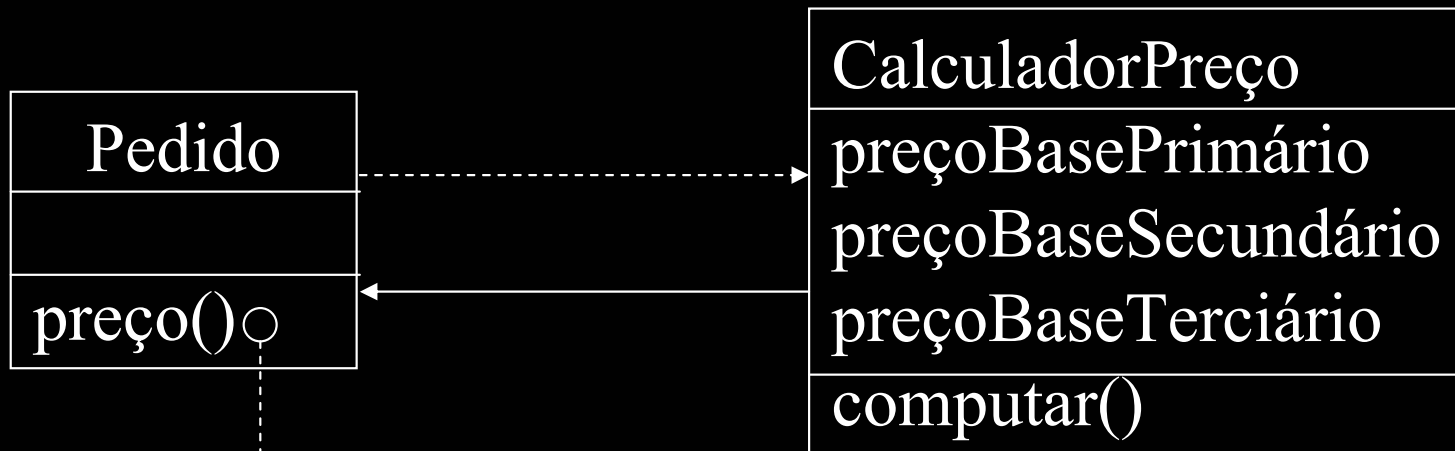 Pedido
preço()
CalculadorPreço
preçoBasePrimário
preçoBaseSecundário
preçoBaseTerciário
computar()